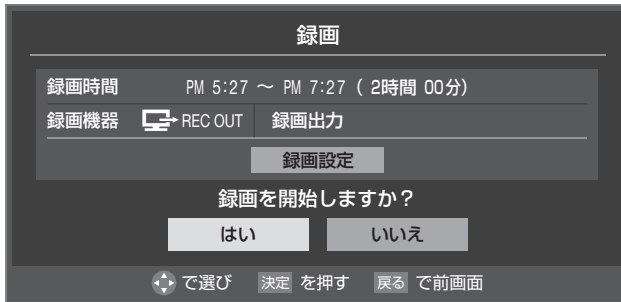 録画
録画時間 PM 5:27 ～ PM 7:27 ( 2時間 00分)
録画機器 REC OUT 録画出力
録画設定
録画を開始しますか？
はい いいえ
で選び 決定 を押す 戻る で前画面